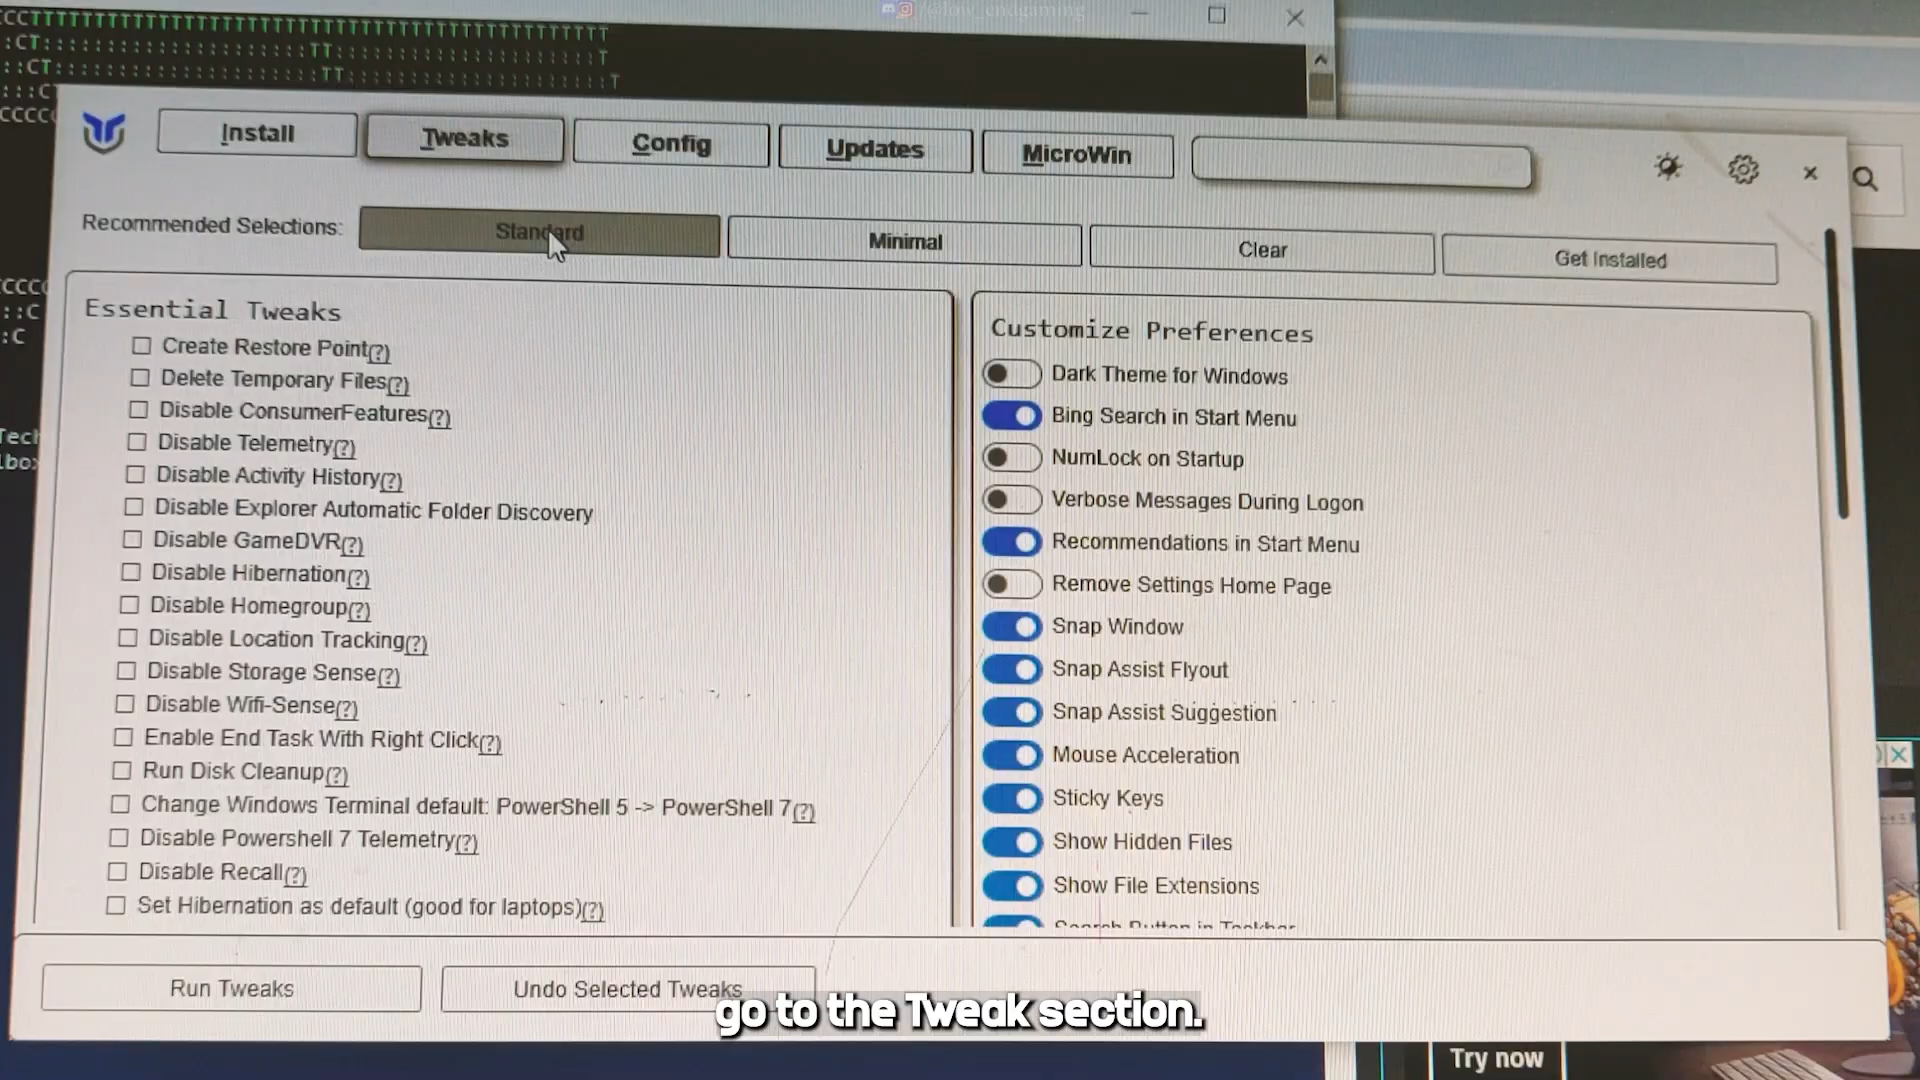 /@low_endgaming
CCCTTTTTTTTTTTTTTTTTTTTTTTTTTTTTTTTTTTTTTTTTTTTT
Install
Tweaks
Config
Updates
MicroWin
Recommended Selections:
Standard
Minimal
Clear
Get Installed
Essential Tweaks
Create Restore Point(?)
Delete Temporary Files(?)
Disable ConsumerFeatures(?)
Disable Telemetry(?)
Disable Activity History(?)
Disable Explorer Automatic Folder Discovery
Disable GameDVR(?)
Disable Hibernation(?)
Disable Homegroup(?)
Disable Location Tracking(?)
Disable Storage Sense(?)
Disable Wifi-Sense(?)
Enable End Task With Right Click(?)
Run Disk Cleanup(?)
Change Windows Terminal default: PowerShell 5 -> PowerShell 7(?)
Disable Powershell 7 Telemetry(?)
Disable Recall(?)
Set Hibernation as default (good for laptops)(?)
Customize Preferences
Dark Theme for Windows
Bing Search in Start Menu
NumLock on Startup
Verbose Messages During Logon
Recommendations in Start Menu
Remove Settings Home Page
Snap Window
Snap Assist Flyout
Snap Assist Suggestion
Mouse Acceleration
Sticky Keys
Show Hidden Files
Show File Extensions
Search Button in Taskbar
Run Tweaks
Undo Selected Tweaks
go to the Tweak section.
Try now